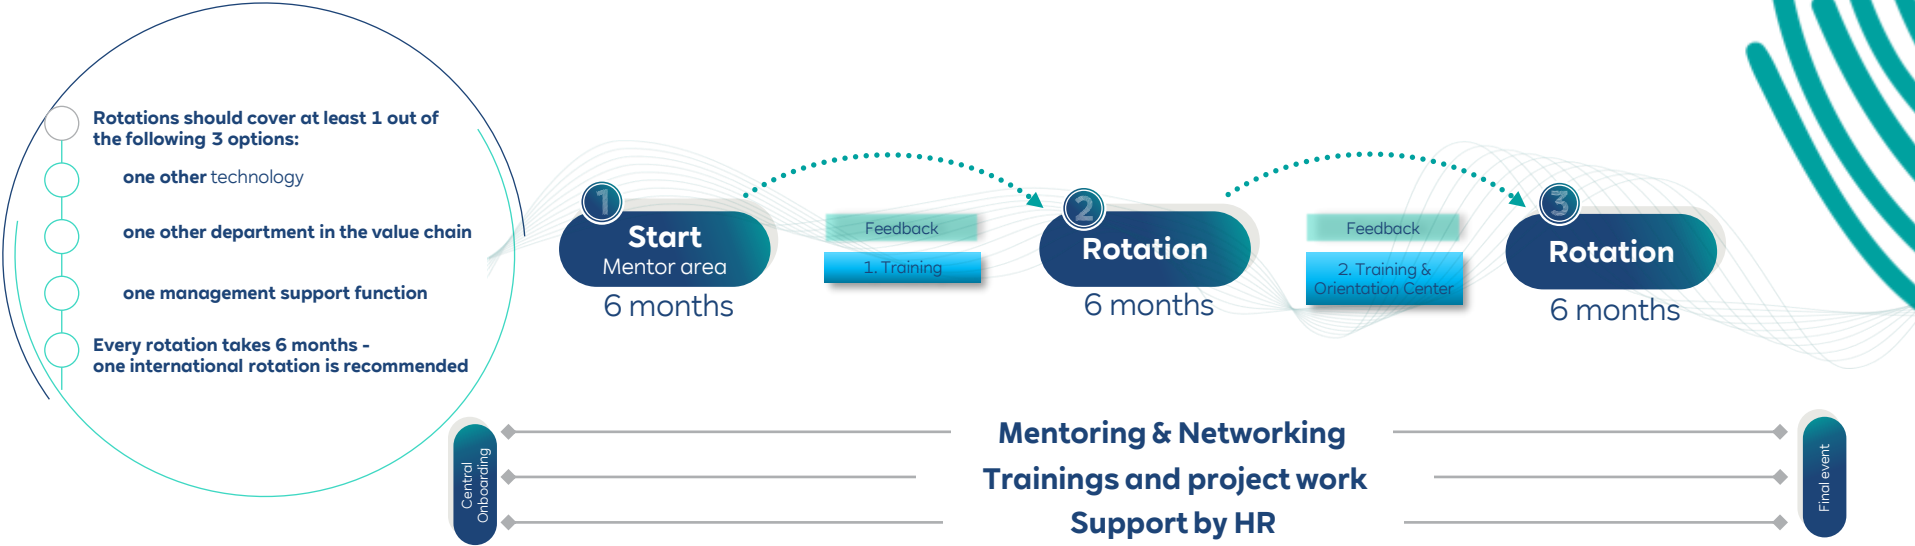 Rotations should cover at least 1 out of
the following 3 options:
one other technology
one other department in the value chain
one management support function
Every rotation takes 6 months -
one international rotation is recommended
1
Start
Mentor area
6 months
Feedback
1. Training
2
Rotation
6 months
Feedback
2. Training &
Orientation Center
3
Rotation
6 months
Central
Onboarding
Mentoring & Networking
Trainings and project work
Support by HR
Final event